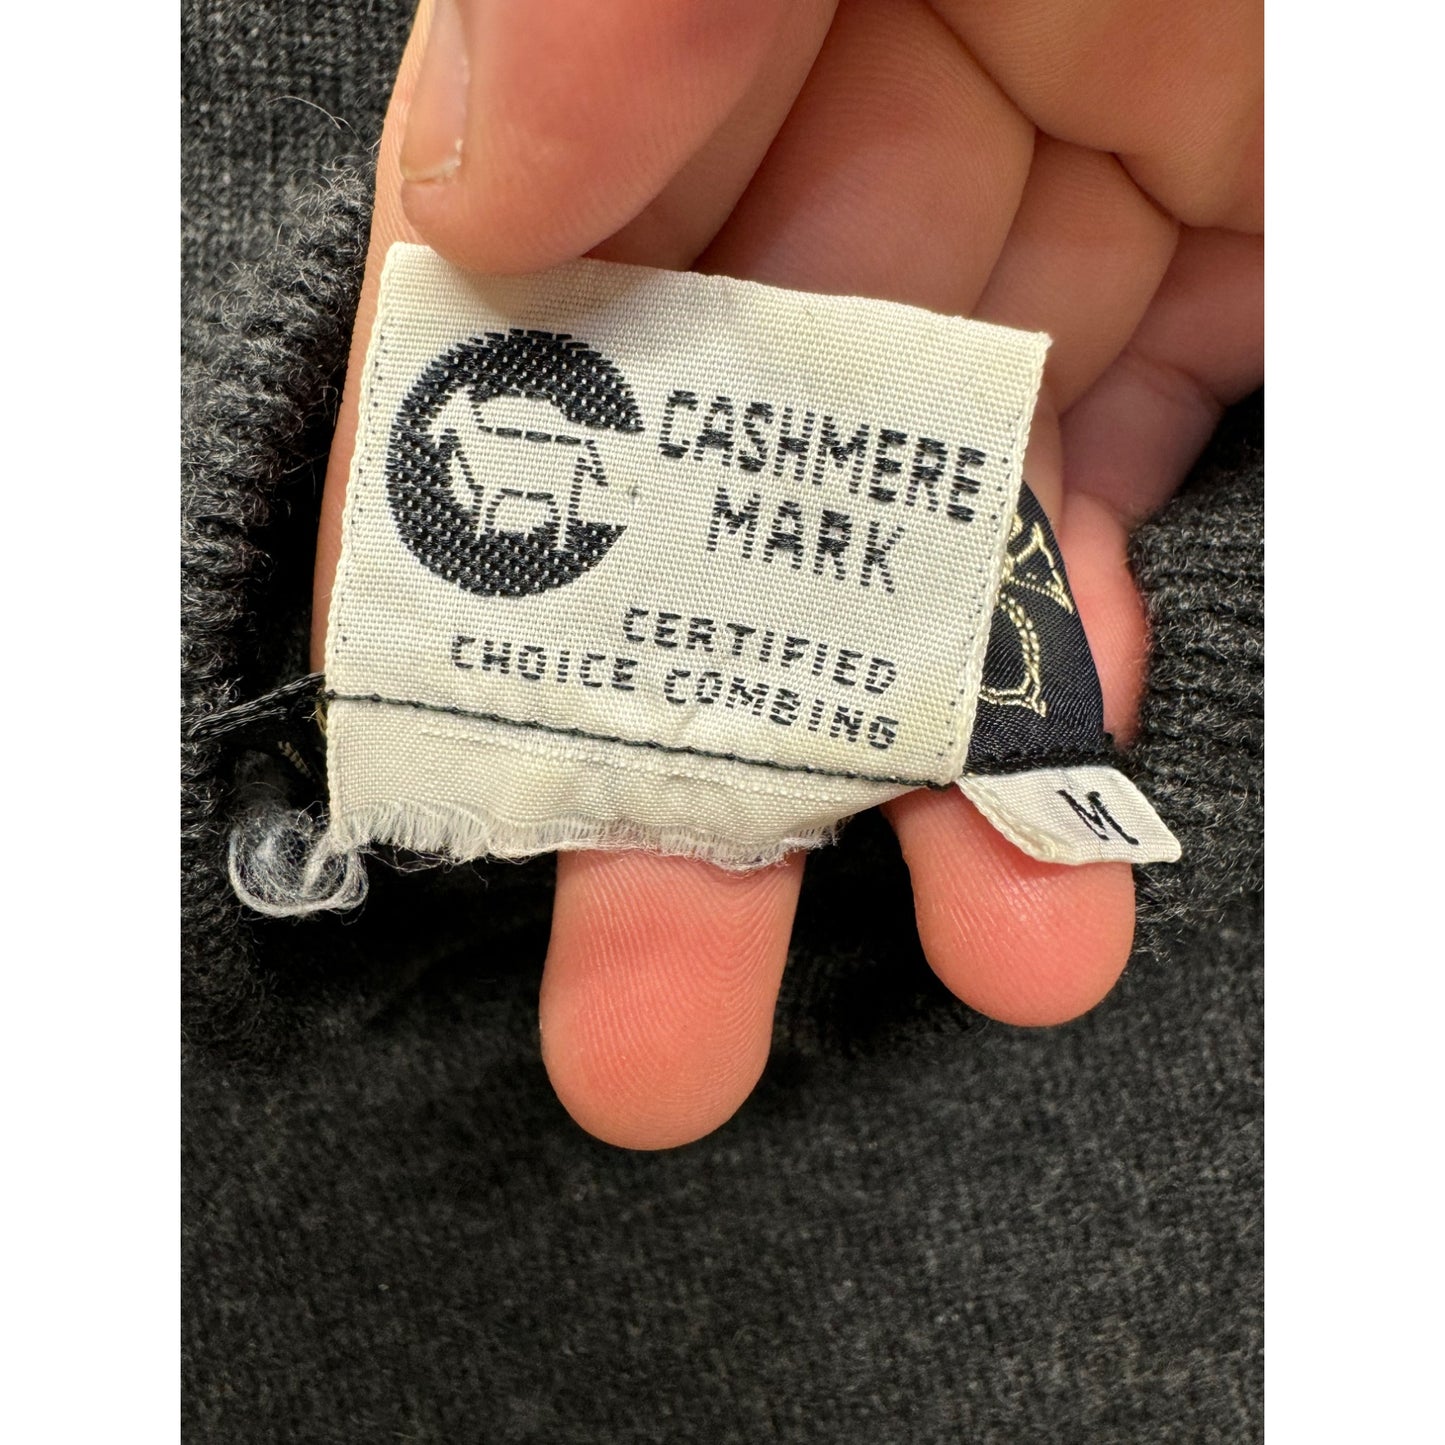 CASHMERE
MARK
CERTIFIED
CHOICE COMBING
M